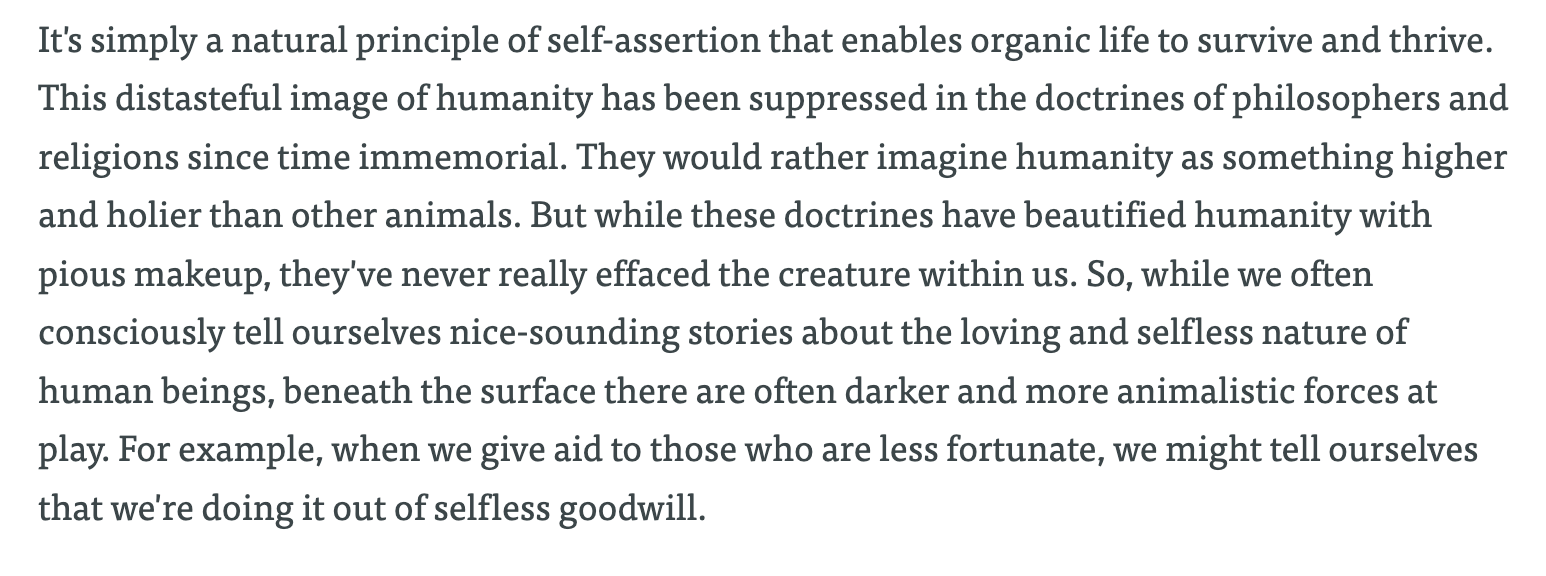 It's simply a natural principle of self-assertion that enables organic life to survive and thrive.
This distasteful image of humanity has been suppressed in the doctrines of philosophers and
religions since time immemorial. They would rather imagine humanity as something higher
and holier than other animals. But while these doctrines have beautified humanity with
pious makeup, they've never really effaced the creature within us. So, while we often
consciously tell ourselves nice-sounding stories about the loving and selfless nature of
human beings, beneath the surface there are often darker and more animalistic forces at
play. For example, when we give aid to those who are less fortunate, we might tell ourselves
that we're doing it out of selfless goodwill.